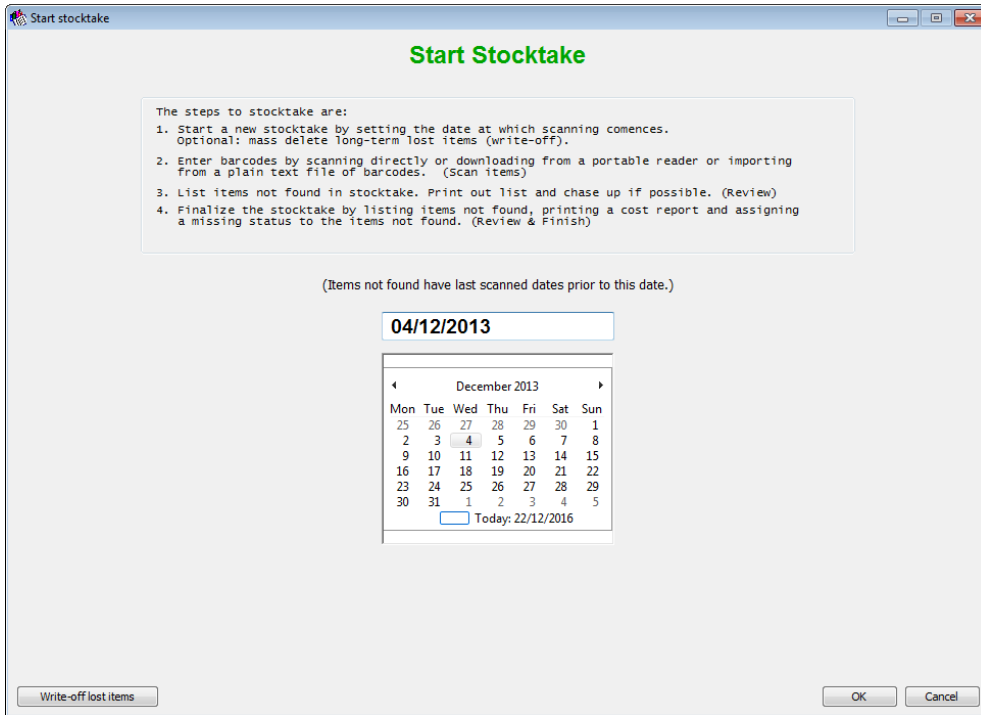 Start stocktake
Start Stocktake
The steps to stocktake are:
1. Start a new stocktake by setting the date at which scanning comences.
Optional: mass delete long-term lost items (write-off).
2. Enter barcodes by scanning directly or downloading from a portable reader or importing
from a plain text file of barcodes. (Scan items)
3. List items not found in stocktake. Print out list and chase up if possible. (Review)
4. Finalize the stocktake by listing items not found, printing a cost report and assigning
a missing status to the items not found. (Review & Finish)
(Items not found have last scanned dates prior to this date.)
04/12/2013
December 2013
Mon Tue Wed Thu Fri Sat Sun
25 26 27 28 29 30 1
2 3 4 5 6 7 8
9 10 11 12 13 14 15
16 17 18 19 20 21 22
23 24 25 26 27 28 29
30 31 1 2 3 4 5
Today: 22/12/2016
Write-off lost items OK Cancel